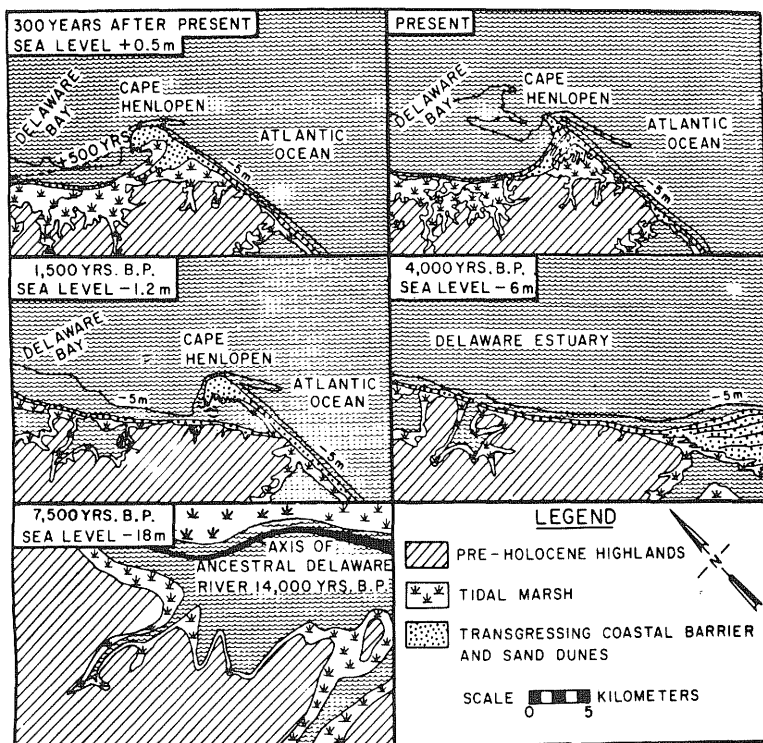 300 YEARS AFTER PRESENT
SEA LEVEL +0.5m
CAPE
HENLOPEN
DELAWARE
BAY
+500 YRS
ATLANTIC
OCEAN
-5m
PRESENT
CAPE
HENLOPEN
DELAWARE
BAY
ATLANTIC
OCEAN
-5m
1,500 YRS. B.P.
SEA LEVEL -1.2m
DELAWARE
BAY
CAPE
HENLOPEN
-5m
ATLANTIC
OCEAN
-5m
4,000 YRS. B.P.
SEA LEVEL -6m
DELAWARE ESTUARY
-5m
7,500 YRS. B.P.
SEA LEVEL -18m
AXIS OF
ANCESTRAL DELAWARE
RIVER 14,000 YRS. B.P.
LEGEND
PRE-HOLOCENE HIGHLANDS
TIDAL MARSH
TRANSGRESSING COASTAL BARRIER
AND SAND DUNES
N
SCALE KILOMETERS
0 5